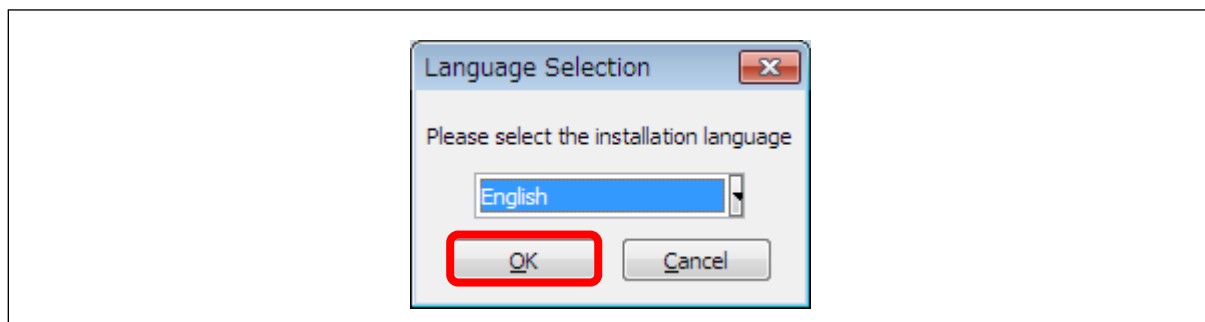 Language Selection
Please select the installation language
English
OK
Cancel